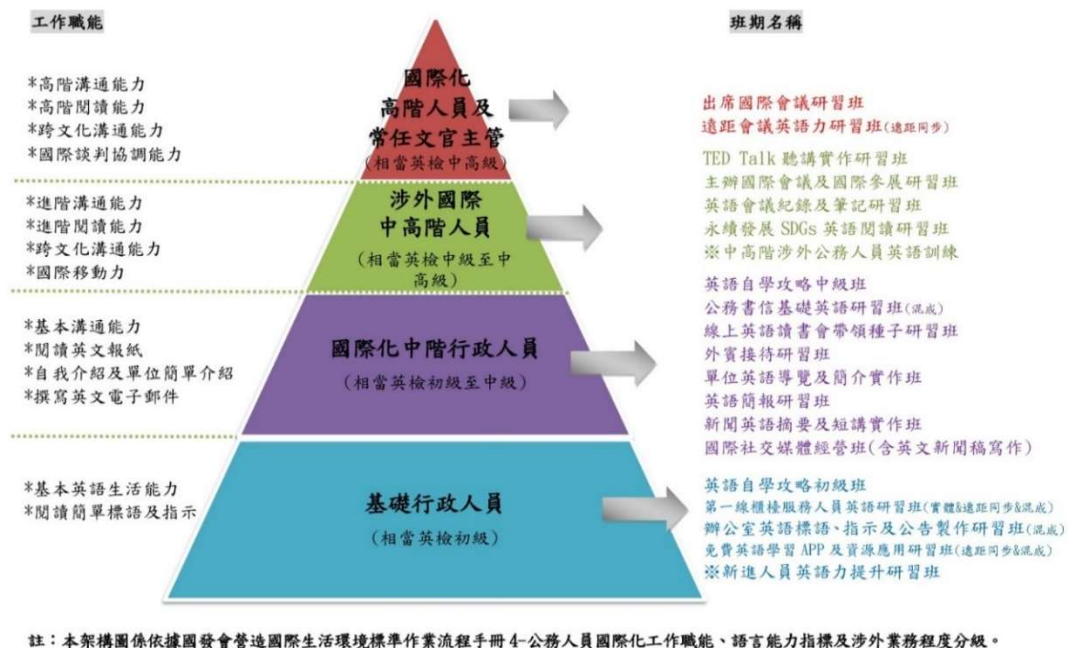 工作職能
班期名稱
*高階溝通能力
*高階閱讀能力
*跨文化溝通能力
*國際談判協調能力
國際化
高階人員及
常任文官主管
(相當英檢中高級)
出席國際會議研習班
遠距會議英語力研習班(遠距同步)
*進階溝通能力
*進階閱讀能力
*跨文化溝通能力
*國際移動力
涉外國際
中高階人員
(相當英檢中級至中
高級)
TED Talk 聽講實作研習班
主辦國際會議及國際參展研習班
英語會議紀錄及筆記研習班
永續發展 SDGs 英語閱讀研習班
※中高階涉外公務人員英語訓練
*基本溝通能力
*閱讀英文報紙
*自我介紹及單位簡單介紹
*撰寫英文電子郵件
國際化中階行政人員
(相當英檢初級至中級)
英語自學攻略中級班
公務書信基礎英語研習班(混成)
線上英語讀書會帶領種子研習班
外賓接待研習班
單位英語導覽及簡介實作班
英語簡報研習班
新聞英語摘要及短講實作班
國際社交媒體經營班(含英文新聞稿寫作)
*基本英語生活能力
*閱讀簡單標語及指示
基礎行政人員
(相當英檢初級)
英語自學攻略初級班
第一線櫃檯服務人員英語研習班(實體&遠距同步&混成)
辦公室英語標語、指示及公告製作研習班(混成)
免費英語學習 APP 及資源應用研習班(遠距同步&混成)
※新進人員英語力提升研習班
註：本架構圖係依據國發會營造國際生活環境標準作業流程手冊 4-公務人員國際化工作職能、語言能力指標及涉外業務程度分級。